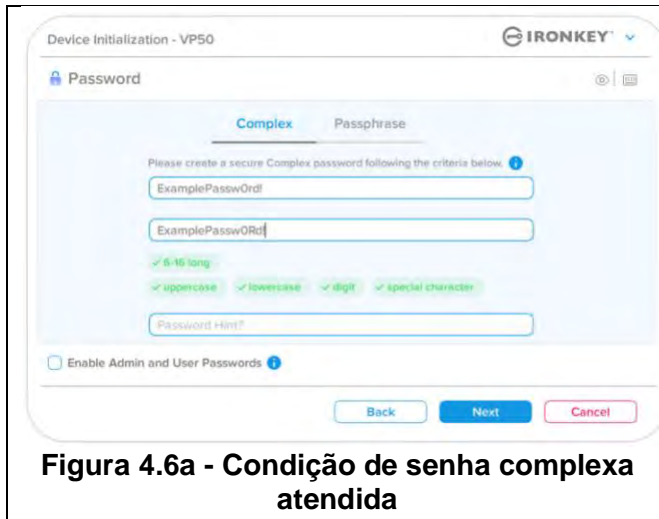 Device Initialization - VP50
IRONKEY
Password
Complex Passphrase
Please create a secure Complex password following the criteria below.
ExamplePassw0rd!
ExamplePassw0Rd!
✓ 6-16 long
✓ uppercase ✓ lowercase ✓ digit ✓ special character
Password Hint?
Enable Admin and User Passwords
Back Next Cancel
Figura 4.6a - Condição de senha complexa
atendida